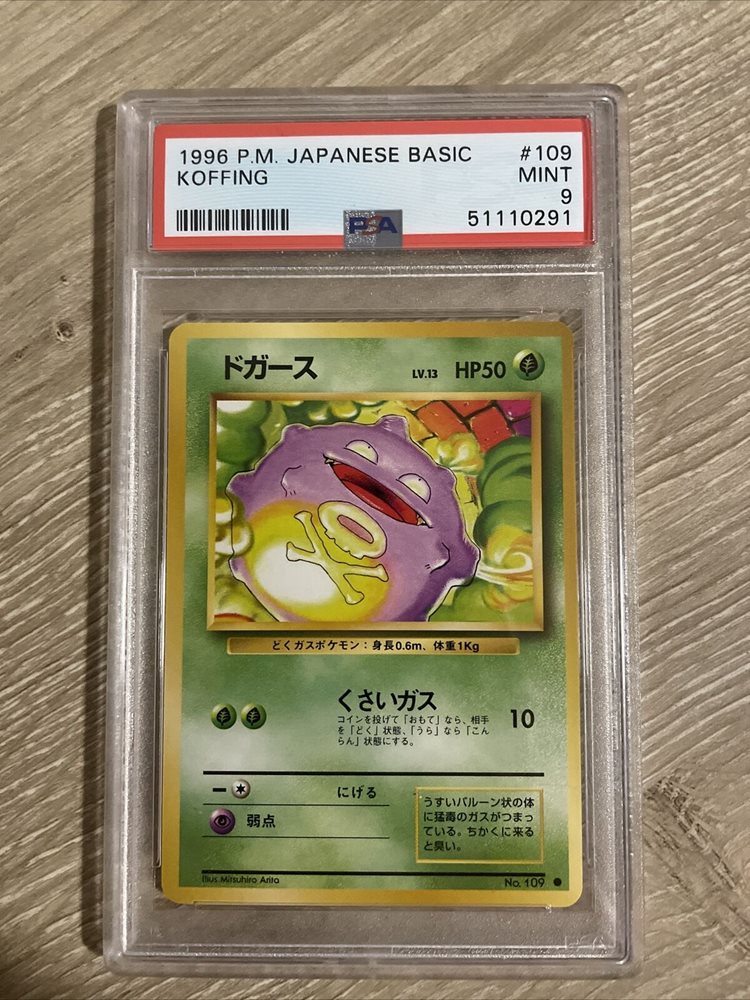 1996 P.M. JAPANESE BASIC #109
KOFFING MINT
9
51110291
PSA
ドガース LV.13 HP50
どくガスポケモン：身長0.6m、体重1Kg
くさいガス 10
コインを投げて「おもて」なら、相手
を「どく」状態、「うら」なら「こん
らん」状態にする。
にげる
弱点
うすいバルーン状の体
に猛毒のガスがつまっ
ている。ちかくに来る
と臭い。
Illus.Mitsuhiro Arita No. 109